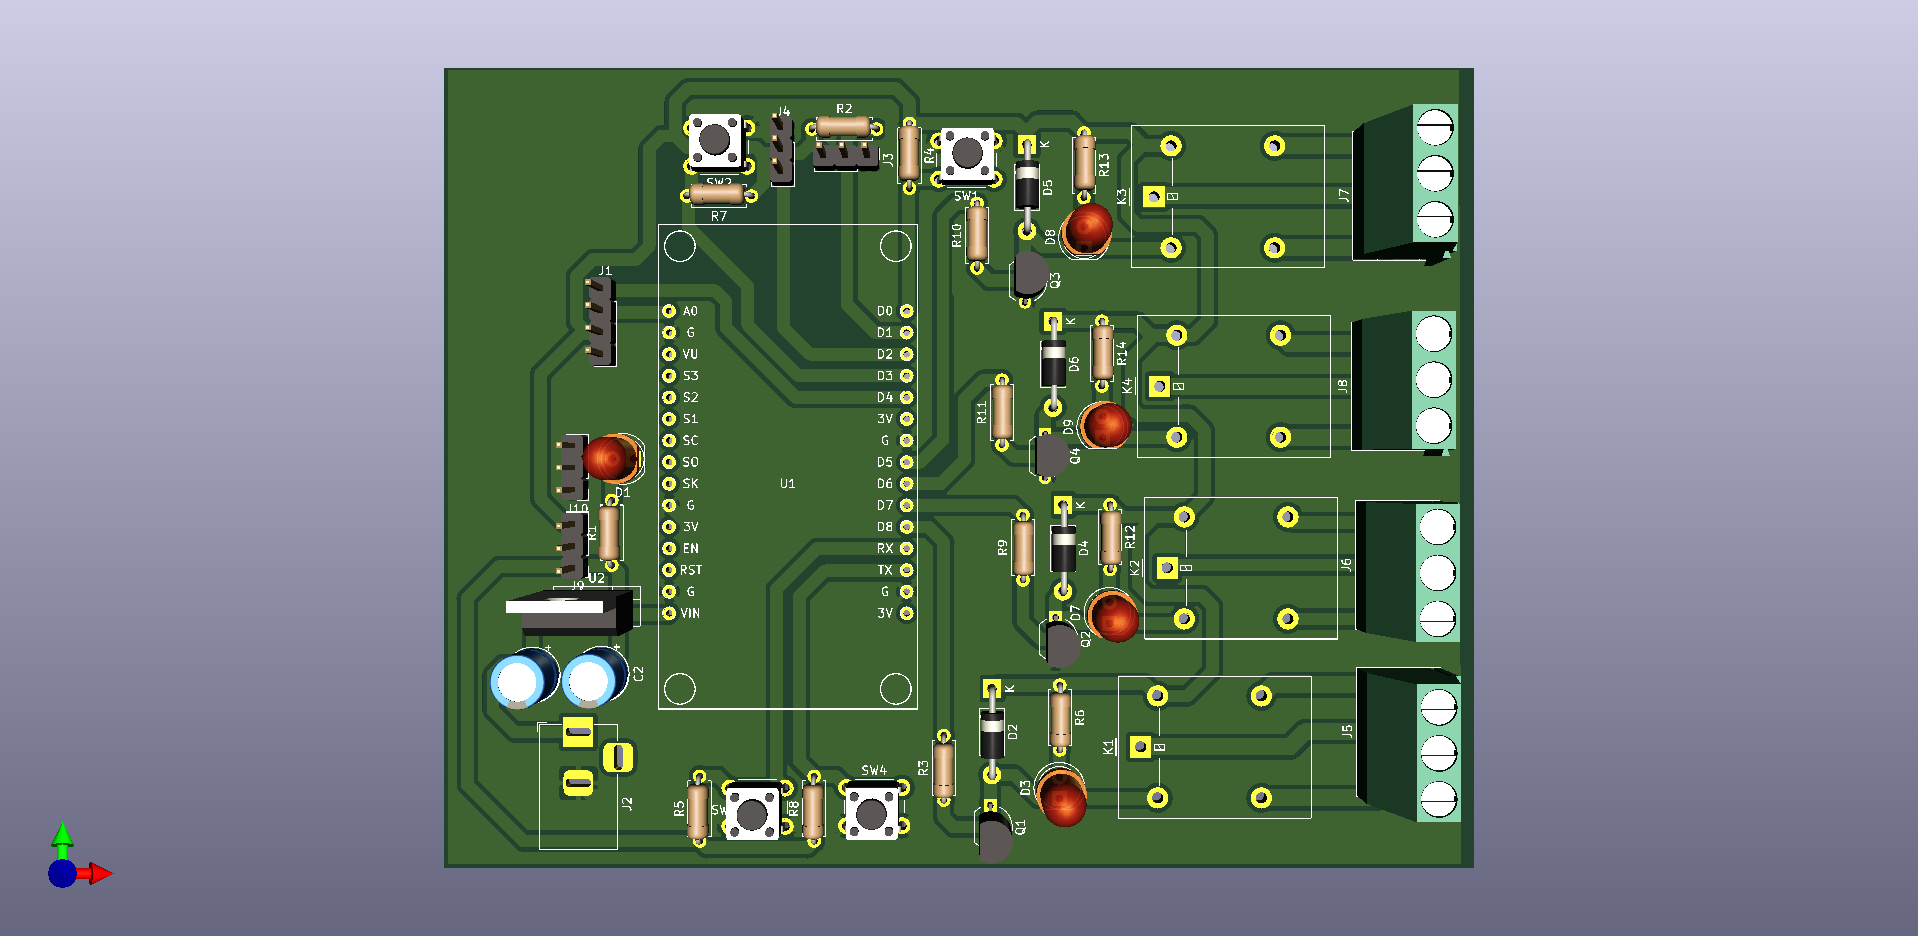 J4
R2
R4
J3
SW2
SW1
R7
K
D5
R13
K3
J7
R10
D8
Q3
J1
A0
G
VU
S3
S2
S1
SC
SO
SK
G
3V
EN
RST
G
VIN
U1
D0
D1
D2
D3
D4
3V
G
D5
D6
D7
D8
RX
TX
G
3V
K
D6
R14
K4
J8
R11
D9
Q4
D1
J10
R1
J9
U2
K
R9
D4
R12
K2
J6
D7
Q2
+
+
C2
K
D2
R6
K1
J5
R3
D3
Q1
J2
R5
SW
R8
SW4